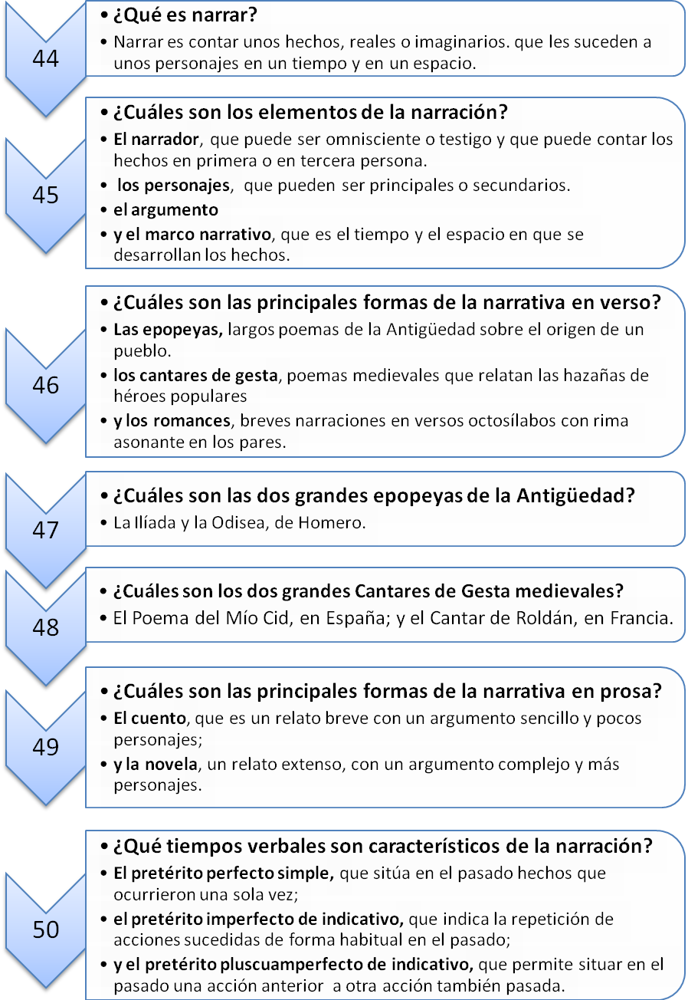 44
• ¿Qué es narrar?
• Narrar es contar unos hechos, reales o imaginarios. que les suceden a
unos personajes en un tiempo y en un espacio.
45
• ¿Cuáles son los elementos de la narración?
• El narrador, que puede ser omnisciente o testigo y que puede contar los
hechos en primera o en tercera persona.
• los personajes, que pueden ser principales o secundarios.
• el argumento
• y el marco narrativo, que es el tiempo y el espacio en que se
desarrollan los hechos.
46
• ¿Cuáles son las principales formas de la narrativa en verso?
• Las epopeyas, largos poemas de la Antigüedad sobre el origen de un
pueblo.
• los cantares de gesta, poemas medievales que relatan las hazañas de
héroes populares
• y los romances, breves narraciones en versos octosílabos con rima
asonante en los pares.
47
• ¿Cuáles son las dos grandes epopeyas de la Antigüedad?
• La Ilíada y la Odisea, de Homero.
48
• ¿Cuáles son los dos grandes Cantares de Gesta medievales?
• El Poema del Mío Cid, en España; y el Cantar de Roldán, en Francia.
49
• ¿Cuáles son las principales formas de la narrativa en prosa?
• El cuento, que es un relato breve con un argumento sencillo y pocos
personajes;
• y la novela, un relato extenso, con un argumento complejo y más
personajes.
50
• ¿Qué tiempos verbales son característicos de la narración?
• El pretérito perfecto simple, que sitúa en el pasado hechos que
ocurrieron una sola vez;
• el pretérito imperfecto de indicativo, que indica la repetición de
acciones sucedidas de forma habitual en el pasado;
• y el pretérito pluscuamperfecto de indicativo, que permite situar en el
pasado una acción anterior a otra acción también pasada.